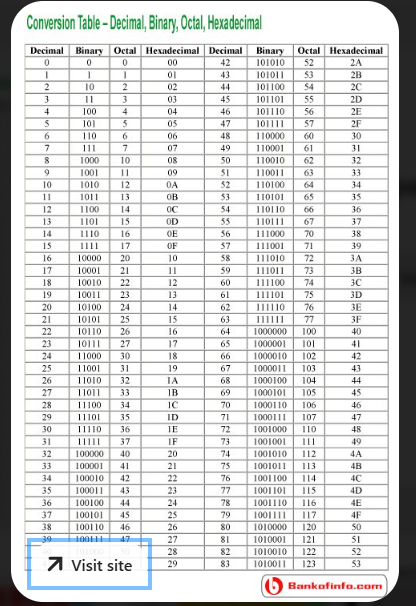 Conversion Table – Decimal, Binary, Octal, Hexadecimal
Decimal Binary Octal Hexadecimal Decimal Binary Octal Hexadecimal
0 0 0 00 42 101010 52 2A
1 1 1 01 43 101011 53 2B
2 10 2 02 44 101100 54 2C
3 11 3 03 45 101101 55 2D
4 100 4 04 46 101110 56 2E
5 101 5 05 47 101111 57 2F
6 110 6 06 48 110000 60 30
7 111 7 07 49 110001 61 31
8 1000 10 08 50 110010 62 32
9 1001 11 09 51 110011 63 33
10 1010 12 0A 52 110100 64 34
11 1011 13 0B 53 110101 65 35
12 1100 14 0C 54 110110 66 36
13 1101 15 0D 55 110111 67 37
14 1110 16 0E 56 111000 70 38
15 1111 17 0F 57 111001 71 39
16 10000 20 10 58 111010 72 3A
17 10001 21 11 59 111011 73 3B
18 10010 22 12 60 111100 74 3C
19 10011 23 13 61 111101 75 3D
20 10100 24 14 62 111110 76 3E
21 10101 25 15 63 111111 77 3F
22 10110 26 16 64 1000000 100 40
23 10111 27 17 65 1000001 101 41
24 11000 30 18 66 1000010 102 42
25 11001 31 19 67 1000011 103 43
26 11010 32 1A 68 1000100 104 44
27 11011 33 1B 69 1000101 105 45
28 11100 34 1C 70 1000110 106 46
29 11101 35 1D 71 1000111 107 47
30 11110 36 1E 72 1001000 110 48
31 11111 37 1F 73 1001001 111 49
32 100000 40 20 74 1001010 112 4A
33 100001 41 21 75 1001011 113 4B
34 100010 42 22 76 1001100 114 4C
35 100011 43 23 77 1001101 115 4D
36 100100 44 24 78 1001110 116 4E
37 100101 45 25 79 1001111 117 4F
38 100110 46 26 80 1010000 120 50
39 100111 47 27 81 1010001 121 51
28 82 1010010 122 52
29 83 1010011 123 53
Visit site
Bankofinfo.com